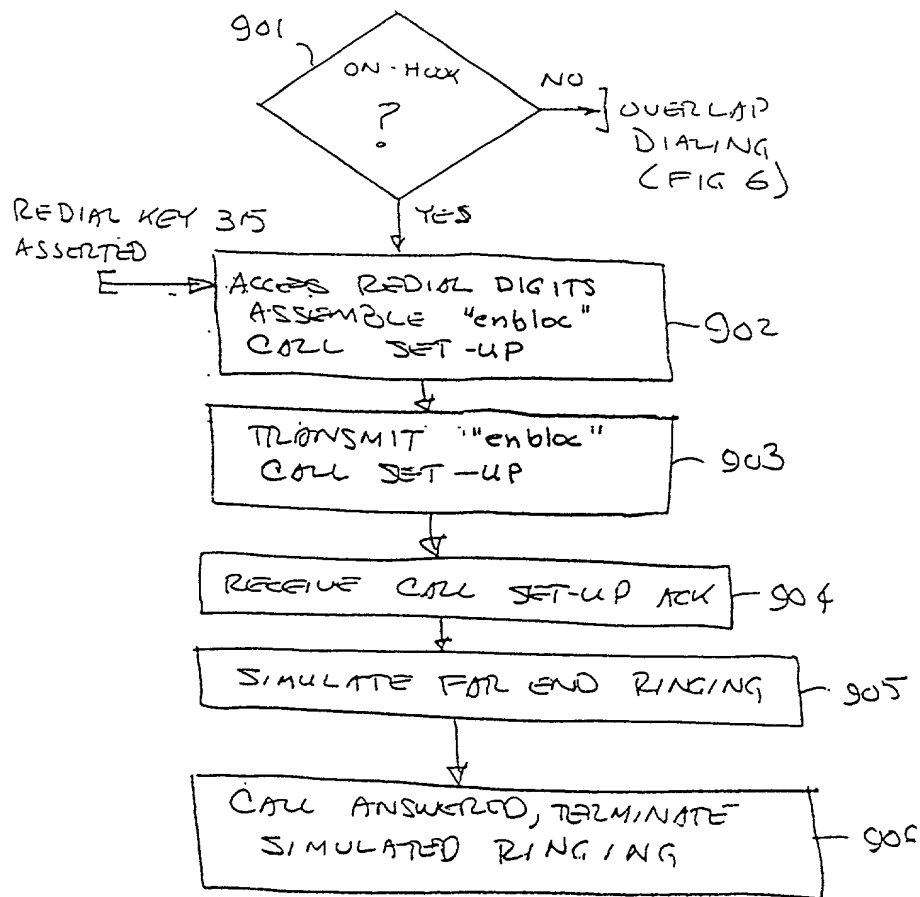 901
ON-HOOK
?
NO
OVERLAP
DIALING
(FIG 6)
YES
REDIAL KEY 315
ASSERTED
ACCESS REDIAL DIGITS
ASSEMBLE "enbloc"
CALL SET-UP
902
TRANSMIT "enbloc"
CALL SET-UP
903
RECEIVE CALL SET-UP ACK
904
SIMULATE FAR END RINGING
905
CALL ANSWERED, TERMINATE
SIMULATED RINGING
906